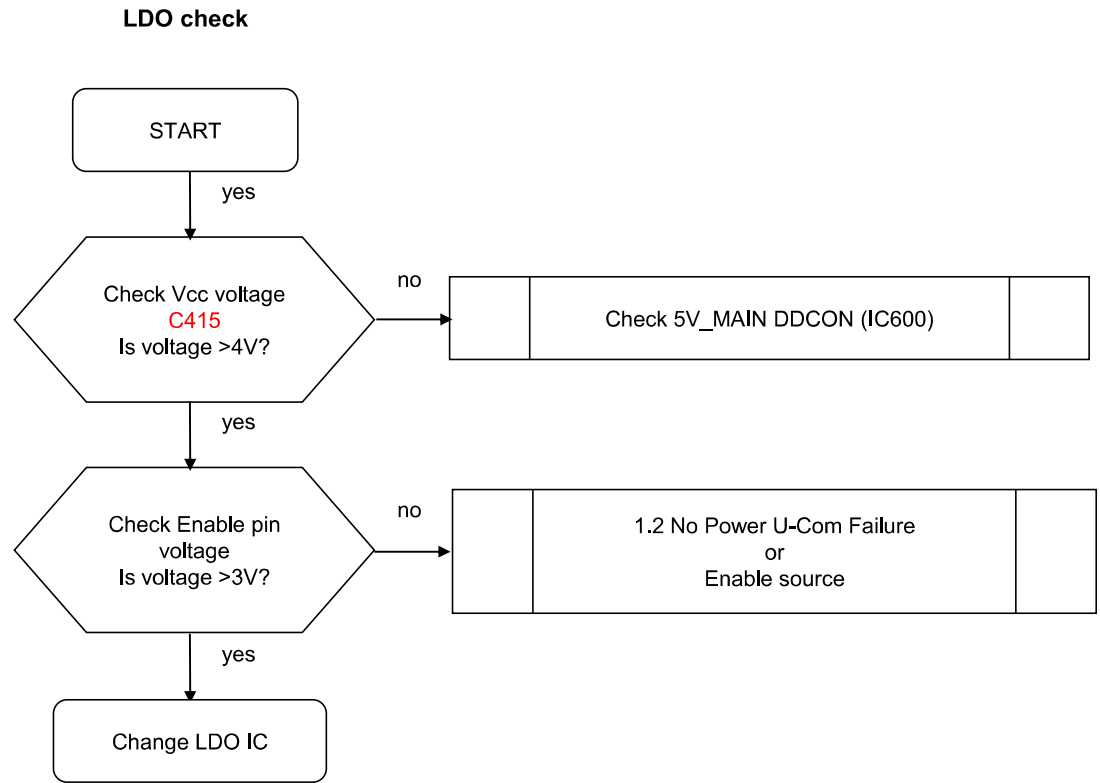 LDO check
START
yes
Check Vcc voltage
C415
Is voltage >4V?
no
Check 5V_MAIN DDCON (IC600)
yes
Check Enable pin
voltage
Is voltage >3V?
no
1.2 No Power U-Com Failure
or
Enable source
yes
Change LDO IC